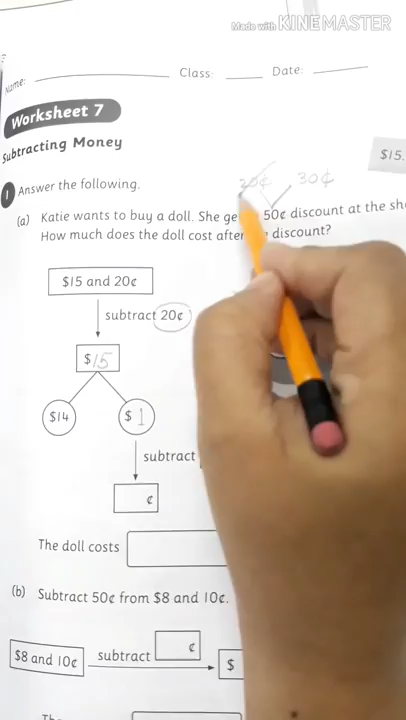 Made with KINEMASTER
Name: Class: Date:
Worksheet 7
Subtracting Money
$15.
1 Answer the following.
20¢ 30¢
(a) Katie wants to buy a doll. She ge 50¢ discount at the
How much does the doll cost after discount?
$15 and 20¢
subtract 20¢
$15
$14 $1
subtract
¢
The doll costs
(b) Subtract 50¢ from $8 and 10¢.
$8 and 10¢ subtract ¢ $